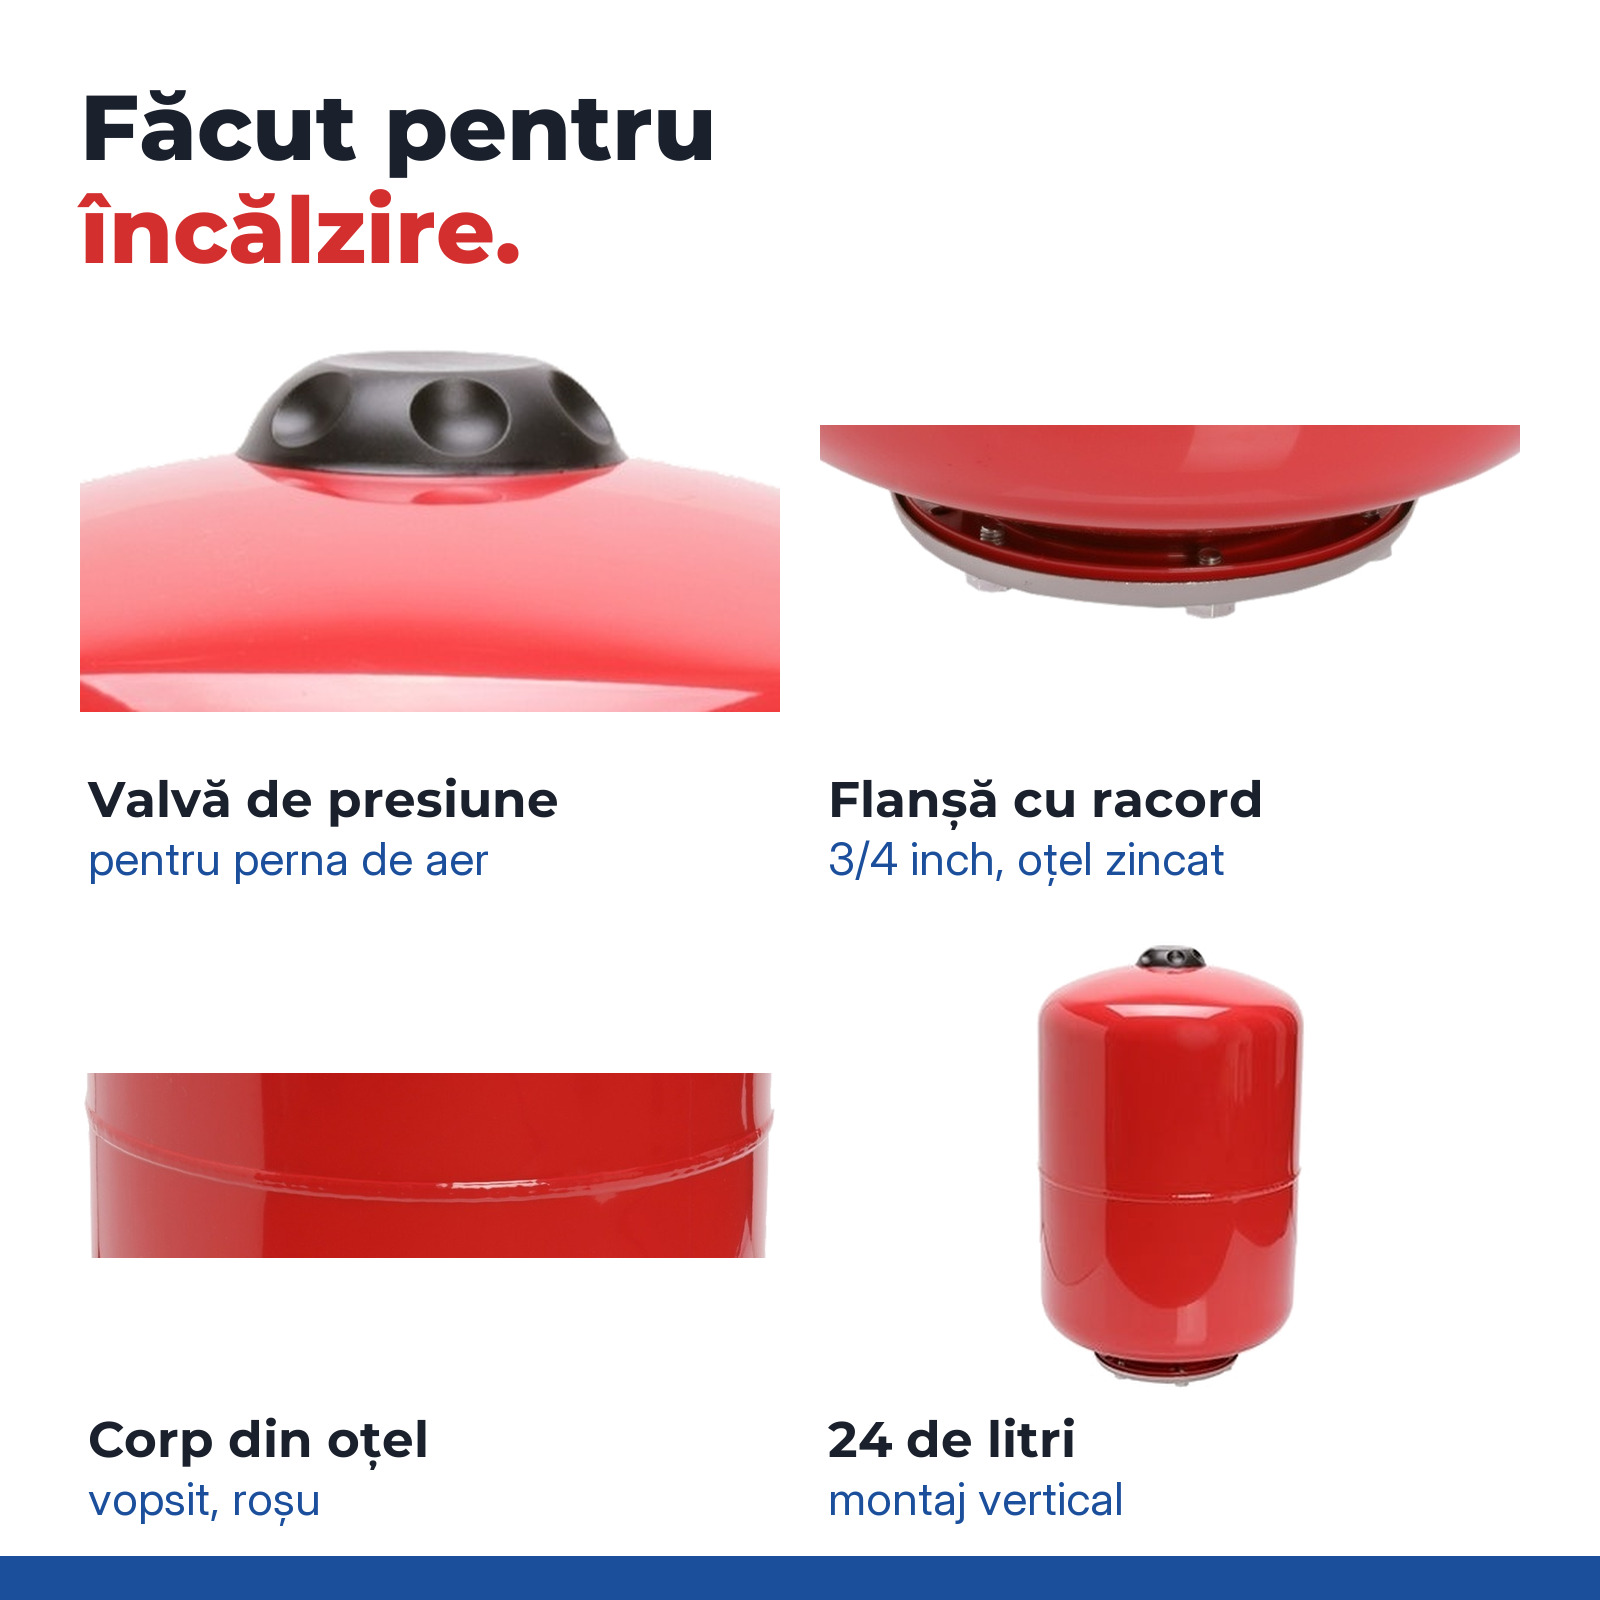 Făcut pentru
încălzire.
Valvă de presiune
pentru perna de aer
Flanșă cu racord
3/4 inch, oțel zincat
Corp din oțel
vopsit, roșu
24 de litri
montaj vertical